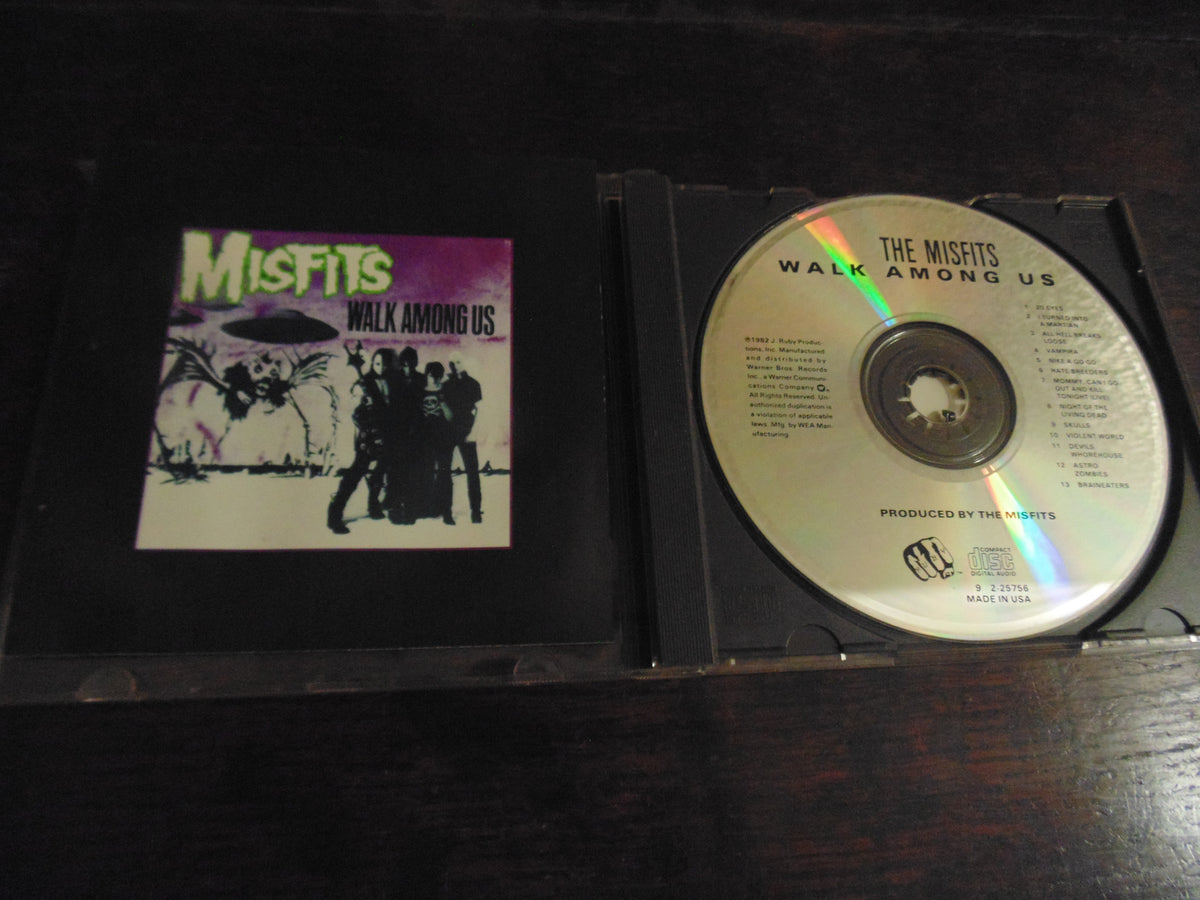 MISFITS
WALK AMONG US
THE MISFITS
WALK AMONG US
℗1982 J. Ruby Produc-
tions, Inc. Manufactured
and distributed by
Warner Bros. Records
Inc., a Warner Communi-
cations Company
All Rights Reserved. Un-
authorized duplication is
a violation of applicable
laws. Mfg. by WEA Man-
ufacturing.
1 20 EYES
2 I TURNED INTO
A MARTIAN
3 ALL HELL BREAKS
LOOSE
4 VAMPIRA
5 NIKE A GO GO
6 HATE BREEDERS
7 MOMMY, CAN I GO
OUT AND KILL
TONIGHT (LIVE)
8 NIGHT OF THE
LIVING DEAD
9 SKULLS
10 VIOLENT WORLD
11 DEVILS
WHOREHOUSE
12 ASTRO
ZOMBIES
13 BRAINEATERS
PRODUCED BY THE MISFITS
RUBY
COMPACT
disc
DIGITAL AUDIO
9 2-25756
MADE IN USA